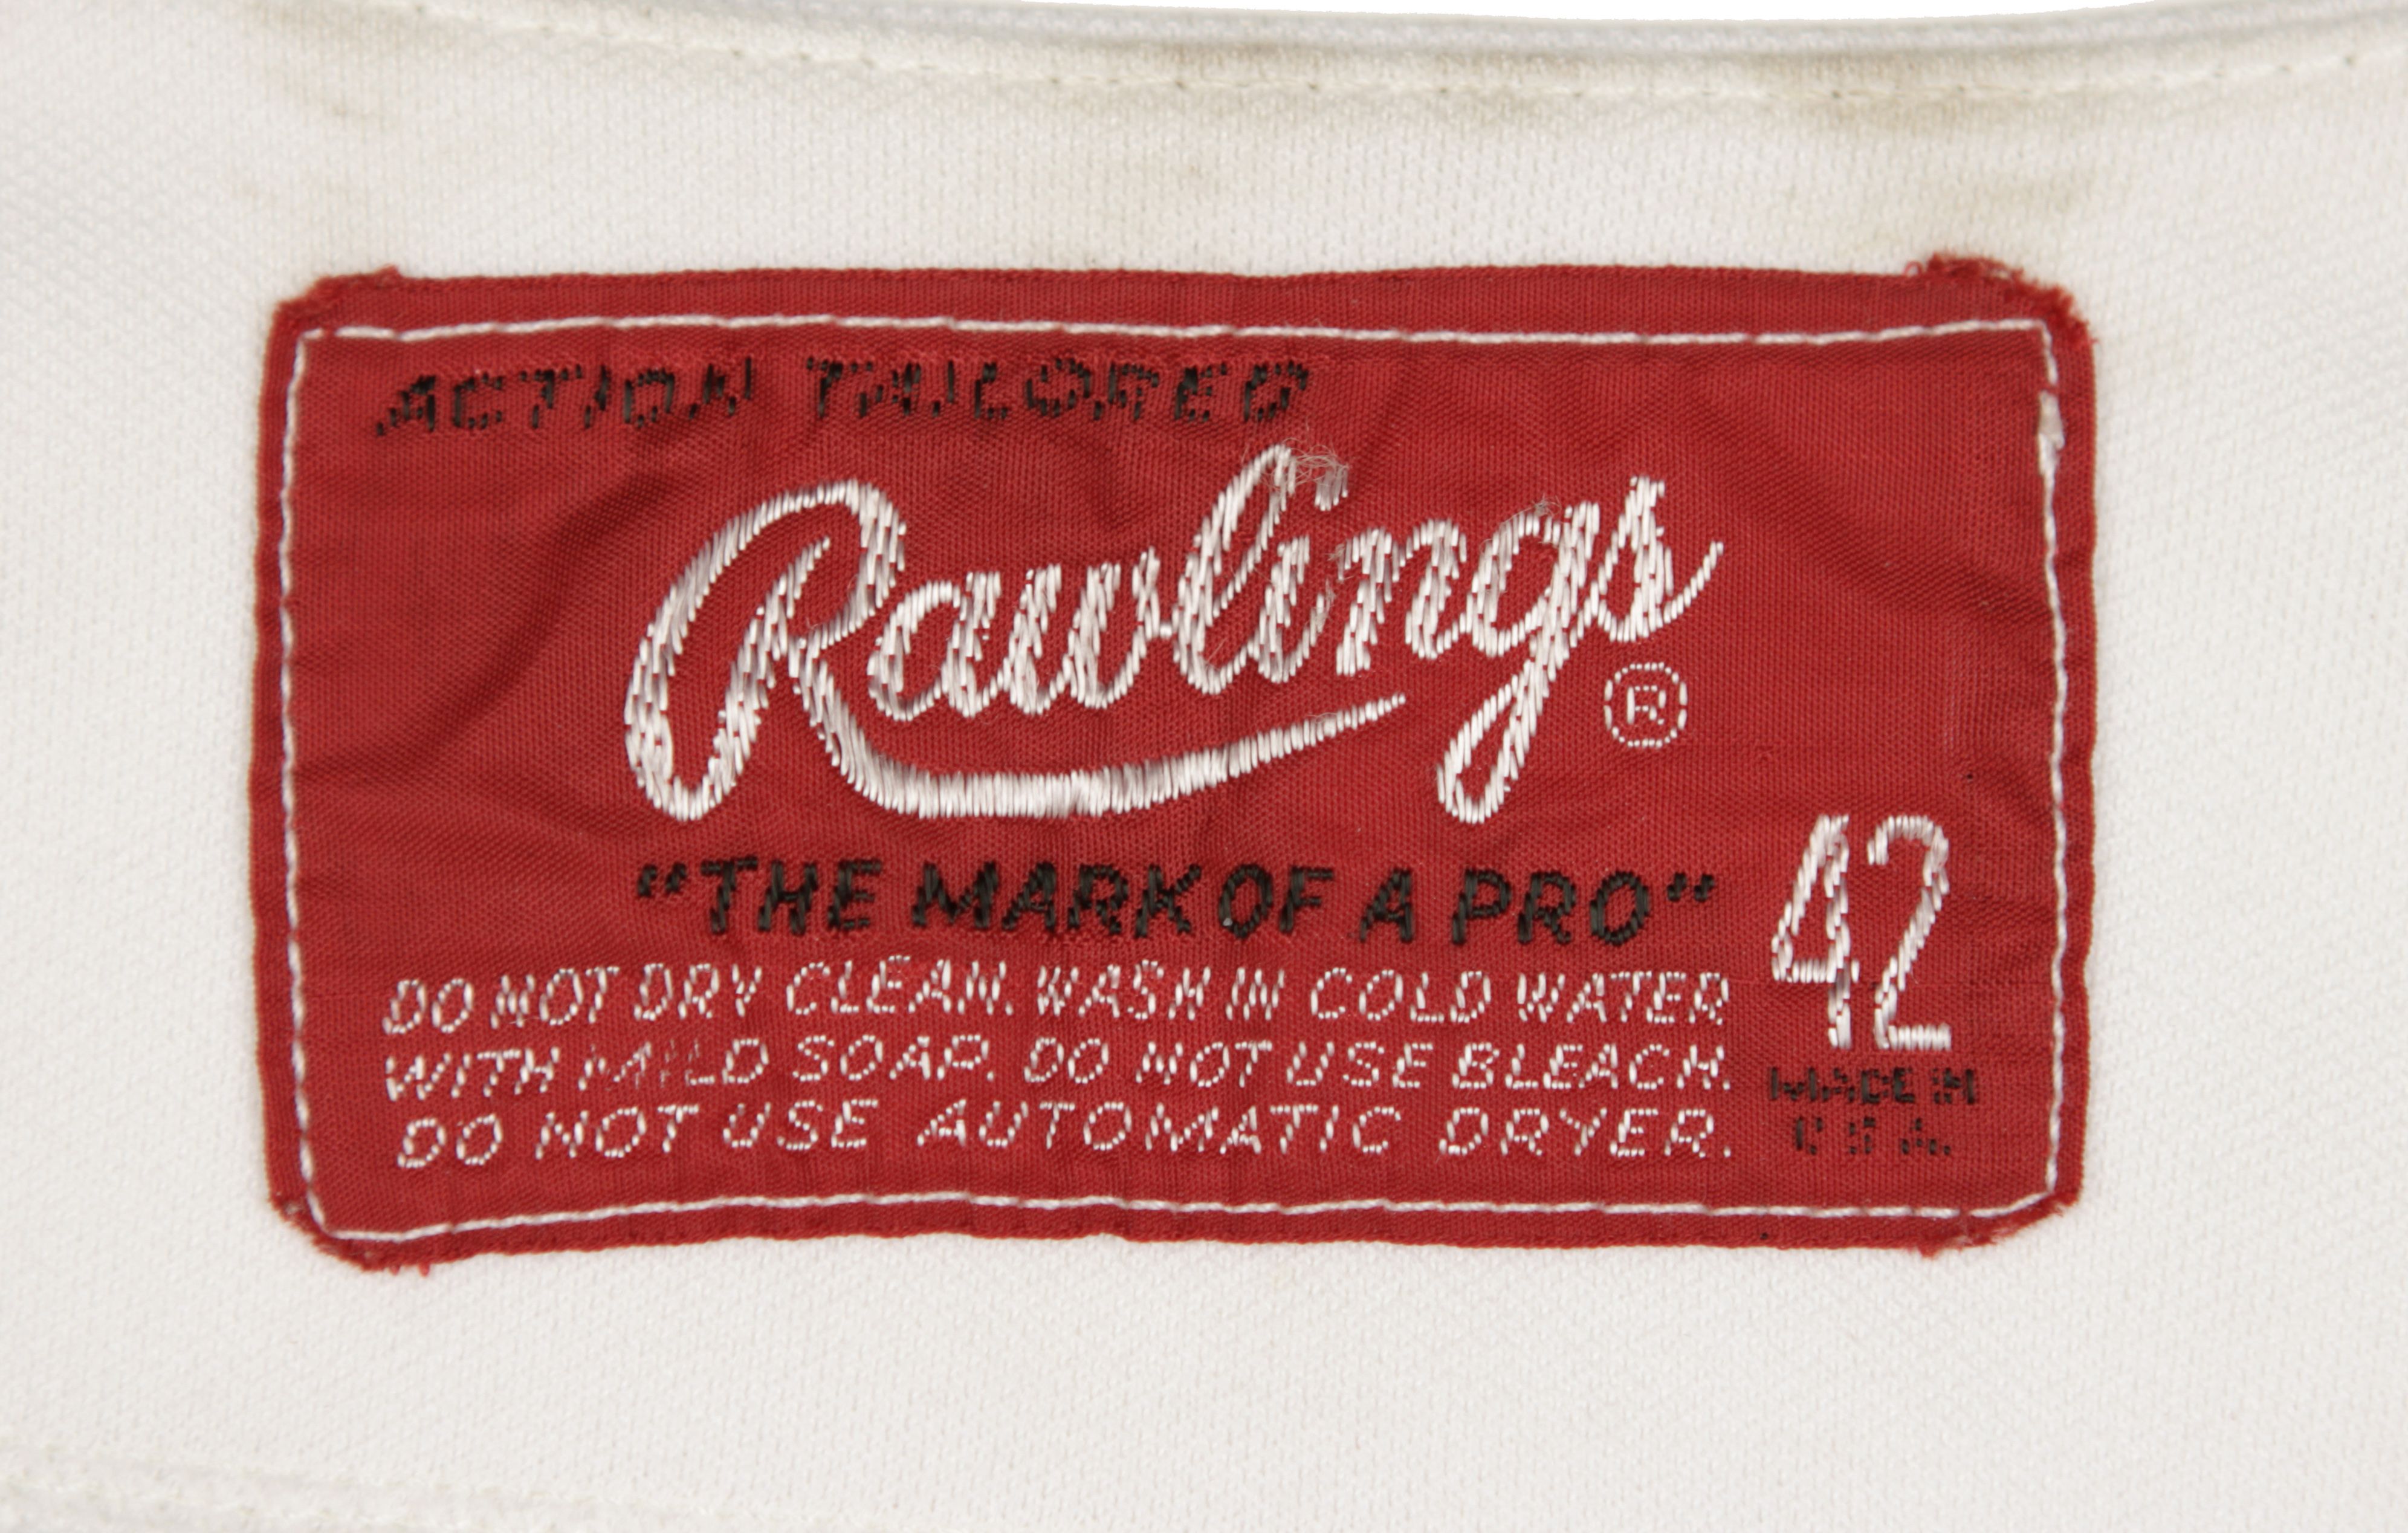 ACTION TAILORED
Rawlings
®
"THE MARK OF A PRO"
42
DO NOT DRY CLEAN. WASH IN COLD WATER
WITH MILD SOAP. DO NOT USE BLEACH.
DO NOT USE AUTOMATIC DRYER.
MADE IN
U.S.A.